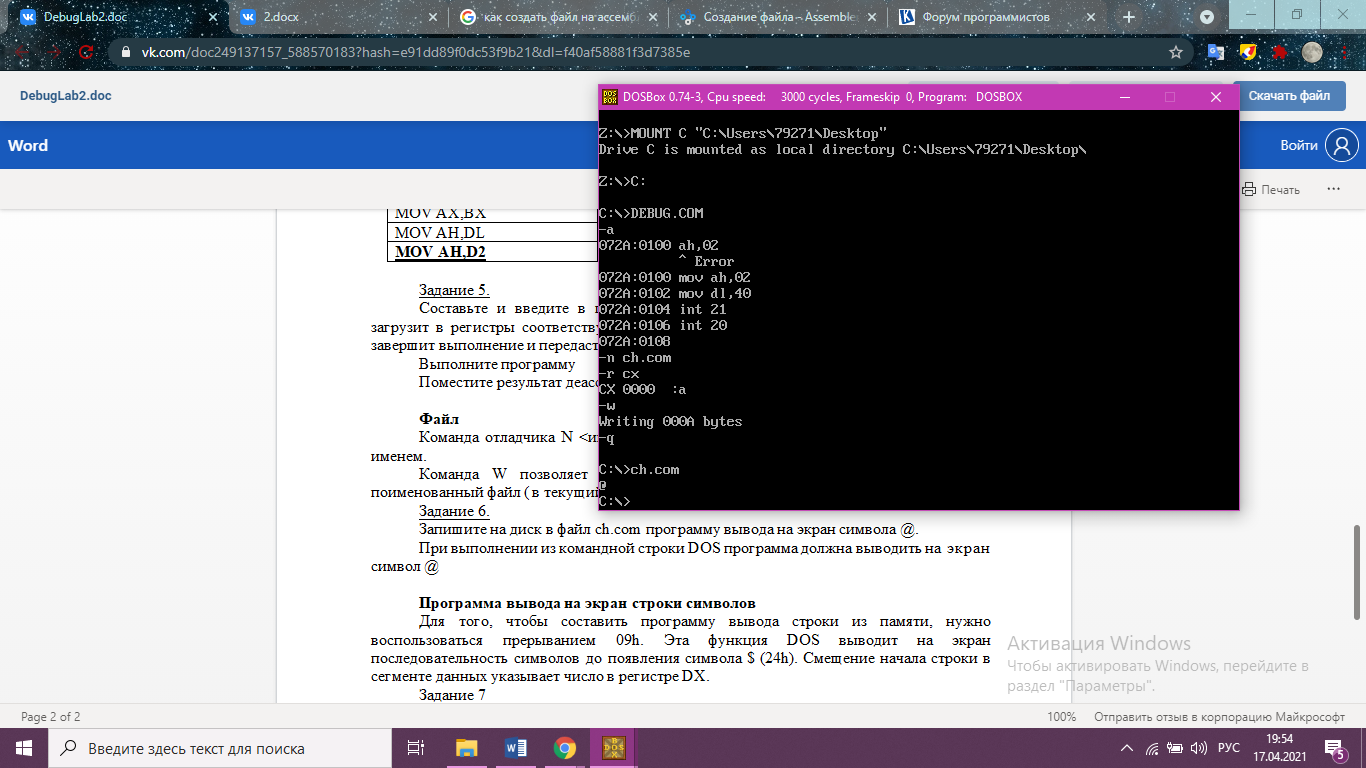 DebugLab2.doc
2.docx
как создать файл на ассемб
Создание файла – Assembler
Форум программистов
vk.com/doc249137157_588570183?hash=e91dd89f0dc53f9b21&dl=f40af58881f3d7385e
DebugLab2.doc
Скачать файл
Word
Войти
Печать
MOV AX,BX
MOV AH,DL
MOV AH,D2
Задание 5.
Составьте и введите в п
загрузит в регистры соответству
завершит выполнение и передаст
Выполните программу
Поместите результат деасс
Файл
Команда отладчика N <и
именем.
Команда W позволяет
поименованный файл ( в текущий
Задание 6.
Запишите на диск в файл ch.com программу вывода на экран символа @.
При выполнении из командной строки DOS программа должна выводить на экран
символ @
Программа вывода на экран строки символов
Для того, чтобы составить программу вывода строки из памяти, нужно
воспользоваться прерыванием 09h. Эта функция DOS выводит на экран
последовательность символов до появления символа $ (24h). Смещение начала строки в
сегменте данных указывает число в регистре DX.
Задание 7
DOSBox 0.74-3, Cpu speed: 3000 cycles, Frameskip 0, Program: DOSBOX
Z:\>MOUNT C "C:\Users\79271\Desktop"
Drive C is mounted as local directory C:\Users\79271\Desktop\
Z:\>C:
C:\>DEBUG.COM
-a
072A:0100 ah,02
^ Error
072A:0100 mov ah,02
072A:0102 mov dl,40
072A:0104 int 21
072A:0106 int 20
072A:0108
-n ch.com
-r cx
CX 0000 :a
-w
Writing 000A bytes
-q
C:\>ch.com
@
C:\>
Активация Windows
Чтобы активировать Windows, перейдите в
раздел "Параметры".
Page 2 of 2
100%
Отправить отзыв в корпорацию Майкрософт
Введите здесь текст для поиска
РУС
19:54
17.04.2021
5